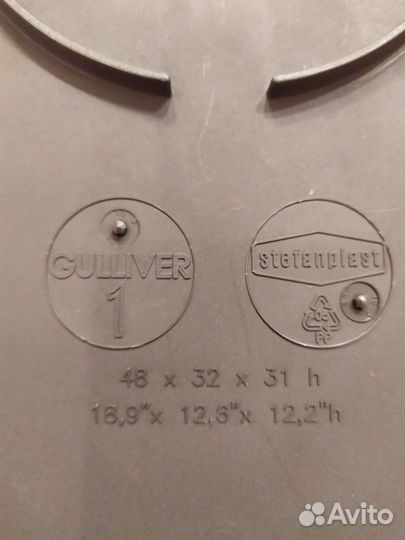 GULLIVER
1
stefanplast
05
PP
48 x 32 x 31 h
18,9"x 12,6"x 12,2"h
Avito